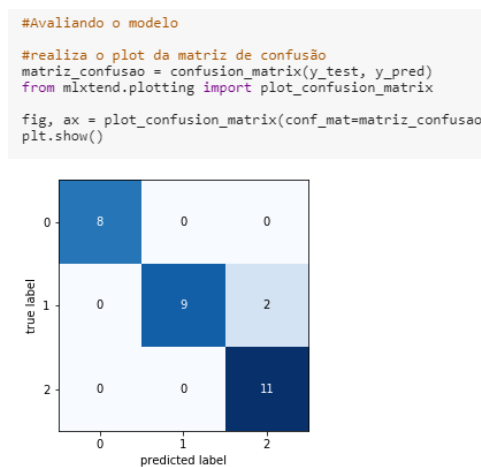 #Avaliando o modelo
#realiza o plot da matriz de confusão
matriz_confusao = confusion_matrix(y_test, y_pred)
from mlxtend.plotting import plot_confusion_matrix
fig, ax = plot_confusion_matrix(conf_mat=matriz_confusao
plt.show()
0 8 0 0
true label
1 0 9 2
2 0 0 11
0 1 2
predicted label